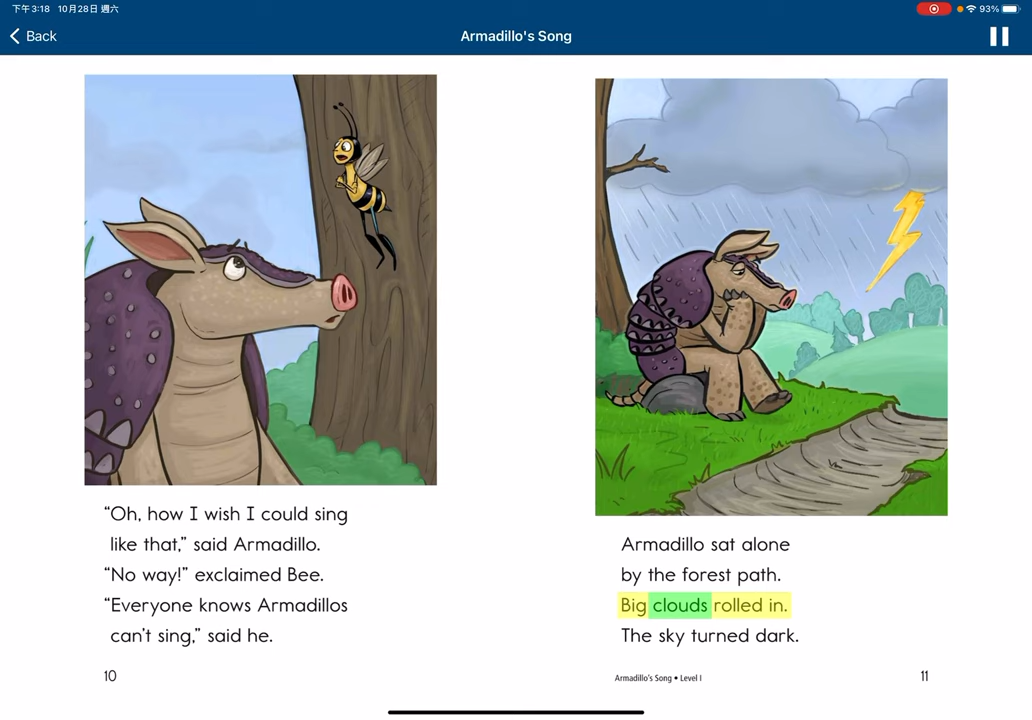 下午3:18 10月28日 週六
93%
Back
Armadillo's Song
“Oh, how I wish I could sing
like that,” said Armadillo.
“No way!” exclaimed Bee.
“Everyone knows Armadillos
can't sing,” said he.
10
Armadillo sat alone
by the forest path.
Big clouds rolled in.
The sky turned dark.
Armadillo's Song • Level I
11